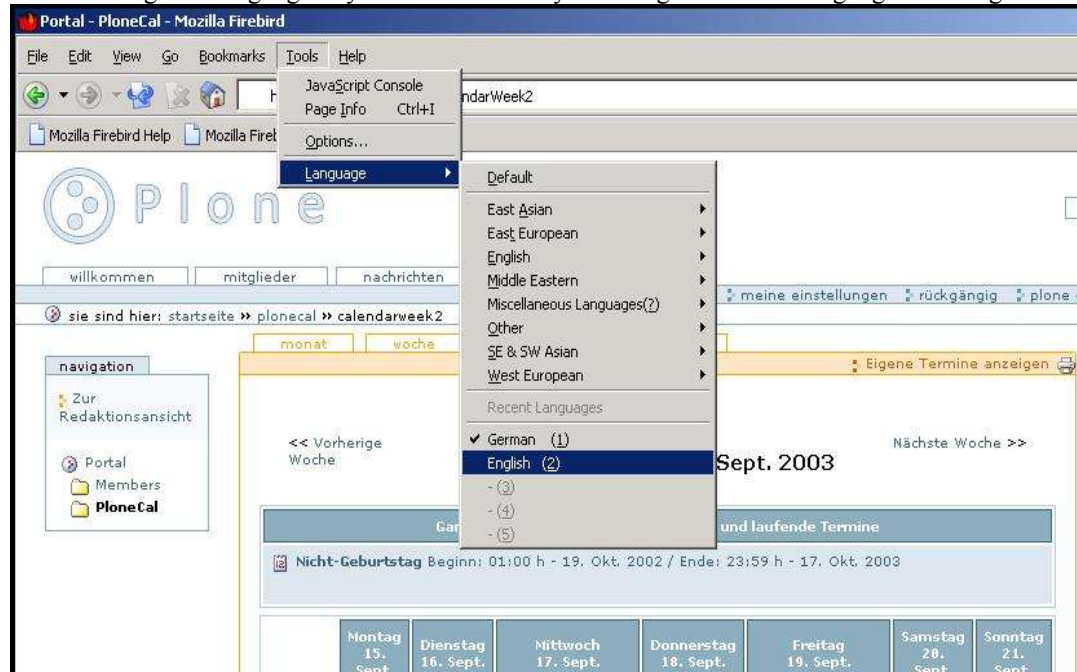 Portal - PloneCal - Mozilla Firebird
File Edit View Go Bookmarks Tools Help
JavaScript Console
Page Info Ctrl+I
Options...
Language
ndarWeek2
Mozilla Firebird Help Mozilla Fireb
Default
East Asian
East European
English
Middle Eastern
Miscellaneous Languages(?)
Other
SE & SW Asian
West European
Recent Languages
German (1)
English (2)
- (3)
- (4)
- (5)
Plone
willkommen mitglieder nachrichten
meine einstellungen rückgängig plone
sie sind hier: startseite » plonecal » calendarweek2
monat woche
Eigene Termine anzeigen
navigation
Zur
Redaktionsansicht
Portal
Members
PloneCal
<< Vorherige
Woche
Sept. 2003
Nächste Woche >>
und laufende Termine
Nicht-Geburtstag Beginn: 01:00 h - 19. Okt. 2002 / Ende: 23:59 h - 17. Okt. 2003
Montag
15.
Sept.
Dienstag
16. Sept.
Mittwoch
17. Sept.
Donnerstag
18. Sept.
Freitag
19. Sept.
Samstag
20.
Sept.
Sonntag
21.
Sept.